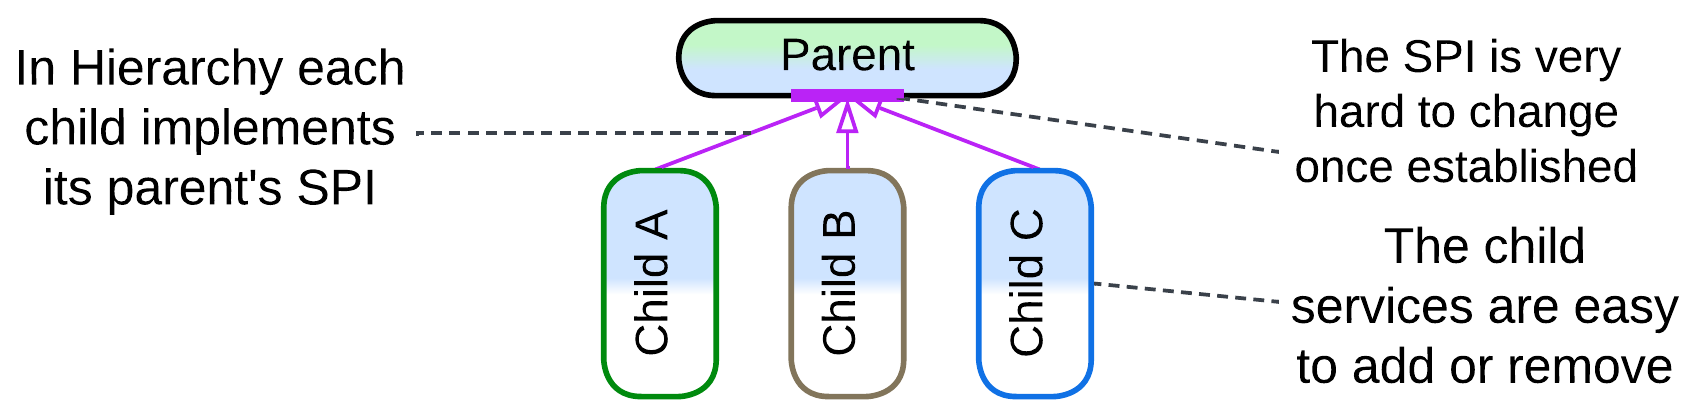 In Hierarchy each
child implements
its parent's SPI
Parent
The SPI is very
hard to change
once established
Child A
Child B
Child C
The child
services are easy
to add or remove